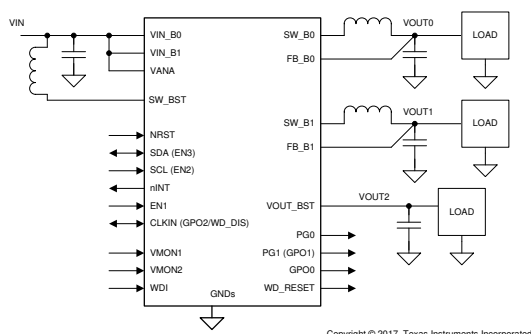 VIN
VIN_B0
VIN_B1
VANA
SW_BST
NRST
SDA (EN3)
SCL (EN2)
nINT
EN1
CLKIN (GPO2/WD_DIS)
VMON1
VMON2
WDI
GNDs
SW_B0
FB_B0
SW_B1
FB_B1
VOUT_BST
PG0
PG1 (GPO1)
GPO0
WD_RESET
VOUT0
LOAD
VOUT1
LOAD
VOUT2
LOAD
Copyright © 2017, Texas Instruments Incorporated